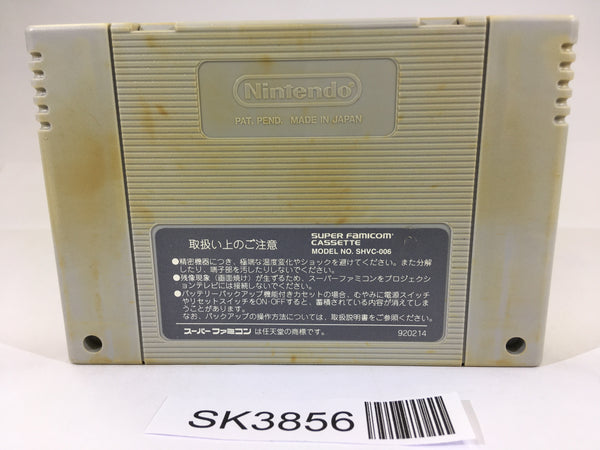 Nintendo
PAT. PEND. MADE IN JAPAN
取扱い上のご注意
SUPER FAMICOM
CASSETTE
MODEL NO. SHVC-006
●精密機器につき、極端な温度変化やショックを避けてください。また分解
したり、端子部を汚したりしないでください。
●残像現象(画面焼け)が生ずるため、スーパーファミコンをプロジェクシ
ョンテレビには接続しないでください。
●バッテリーバックアップ機能付きカセットの場合、むやみに電源スイッチ
やリセットスイッチをON・OFFすると、蓄積されている内容が消えてしま
うことがあります。
なお、バックアップの操作方法については、取扱説明書をご参照ください。
スーパーファミコン は任天堂の商標です。
920214
SK3856